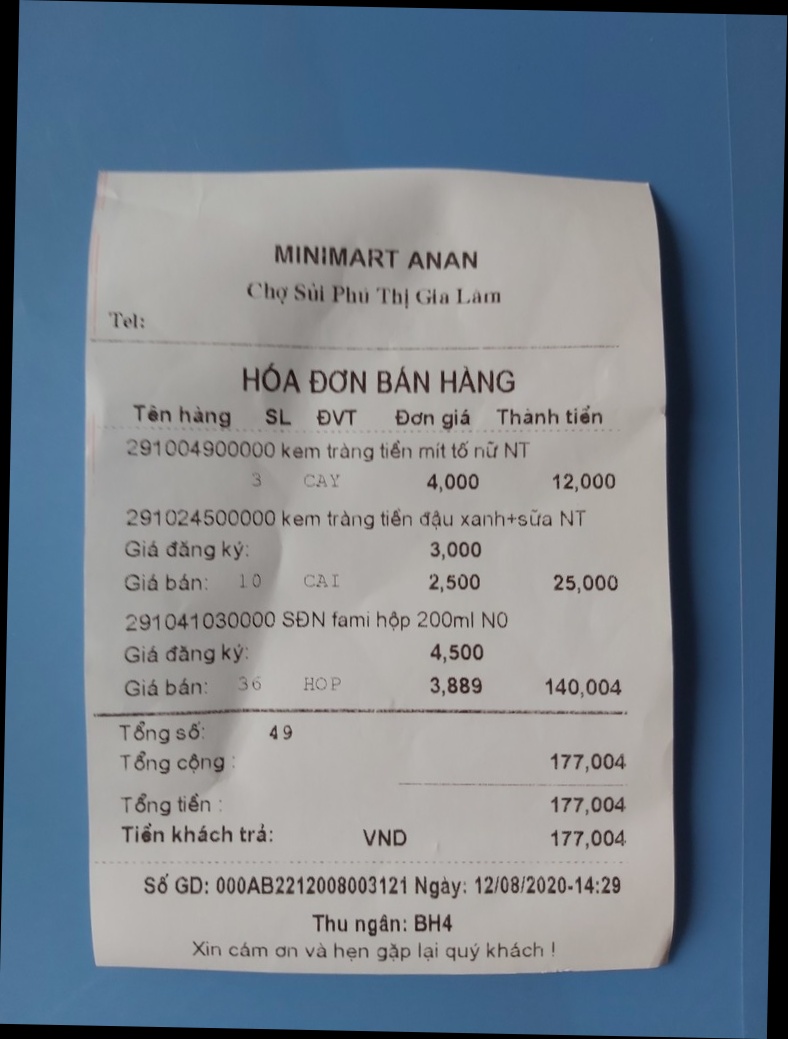 MINIMART ANAN
Chợ Sủi Phú Thị Gia Lâm
Tel:
HÓA ĐƠN BÁN HÀNG
Tên hàng SL ĐVT Đơn giá Thành tiền
291004900000 kem tràng tiền mít tố nữ NT
3 CAY 4,000 12,000
291024500000 kem tràng tiền đậu xanh+sữa NT
Giá đăng ký: 3,000
Giá bán: 10 CAI 2,500 25,000
291041030000 SĐN fami hộp 200ml N0
Giá đăng ký: 4,500
Giá bán: 36 HOP 3,889 140,004
Tổng số: 49
Tổng cộng : 177,004
Tổng tiền : 177,004
Tiền khách trả: VND 177,004
Số GD: 000AB2212008003121 Ngày: 12/08/2020-14:29
Thu ngân: BH4
Xin cám ơn và hẹn gặp lại quý khách !